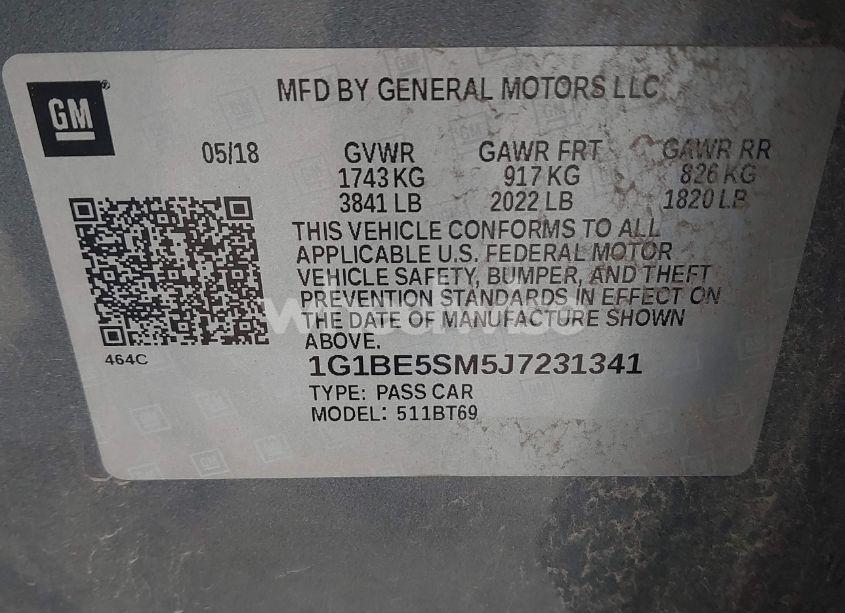 GM
MFD BY GENERAL MOTORS LLC
05/18 GVWR GAWR FRT GAWR RR
1743 KG 917 KG 826 KG
3841 LB 2022 LB 1820 LB
THIS VEHICLE CONFORMS TO ALL
APPLICABLE U.S. FEDERAL MOTOR
VEHICLE SAFETY, BUMPER, AND THEFT
PREVENTION STANDARDS IN EFFECT ON
THE DATE OF MANUFACTURE SHOWN
ABOVE.
464C
1G1BE5SM5J7231341
TYPE: PASS CAR
MODEL: 511BT69